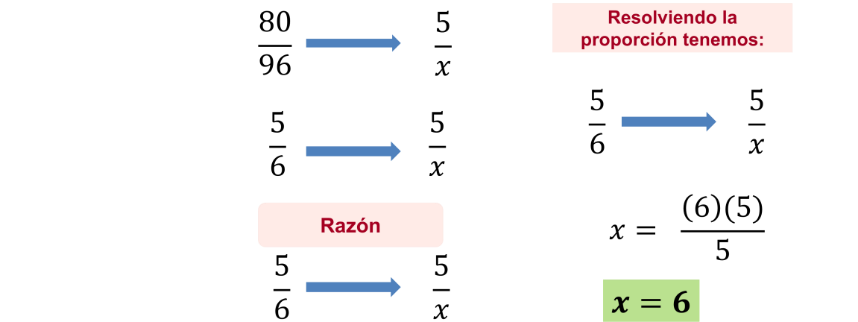 80/96 → 5/x
5/6 → 5/x
Razón
5/6 → 5/x
Resolviendo la
proporción tenemos:
5/6 → 5/x
x = (6)(5)/5
x = 6